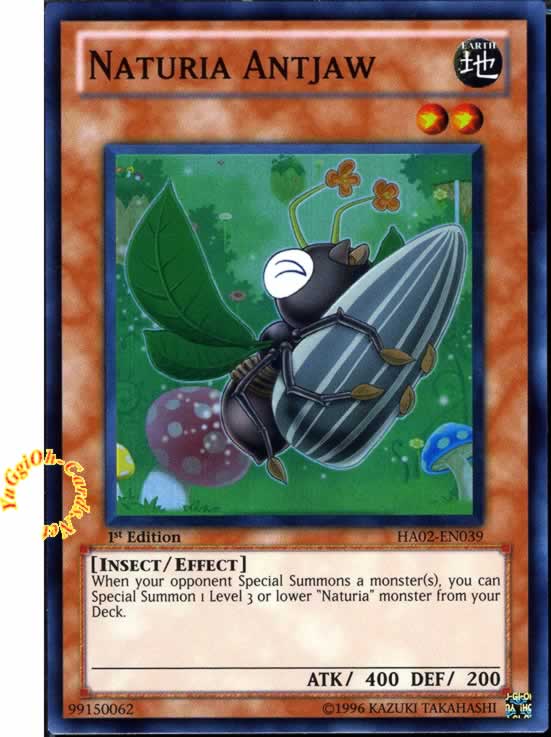 NATURIA ANTJAW
EARTH
地
1st Edition
HA02-EN039
[INSECT/EFFECT]
When your opponent Special Summons a monster(s), you can
Special Summon 1 Level 3 or lower "Naturia" monster from your
Deck.
ATK/ 400 DEF/ 200
99150062
©1996 KAZUKI TAKAHASHI
YuGgiOh-Cards.Net